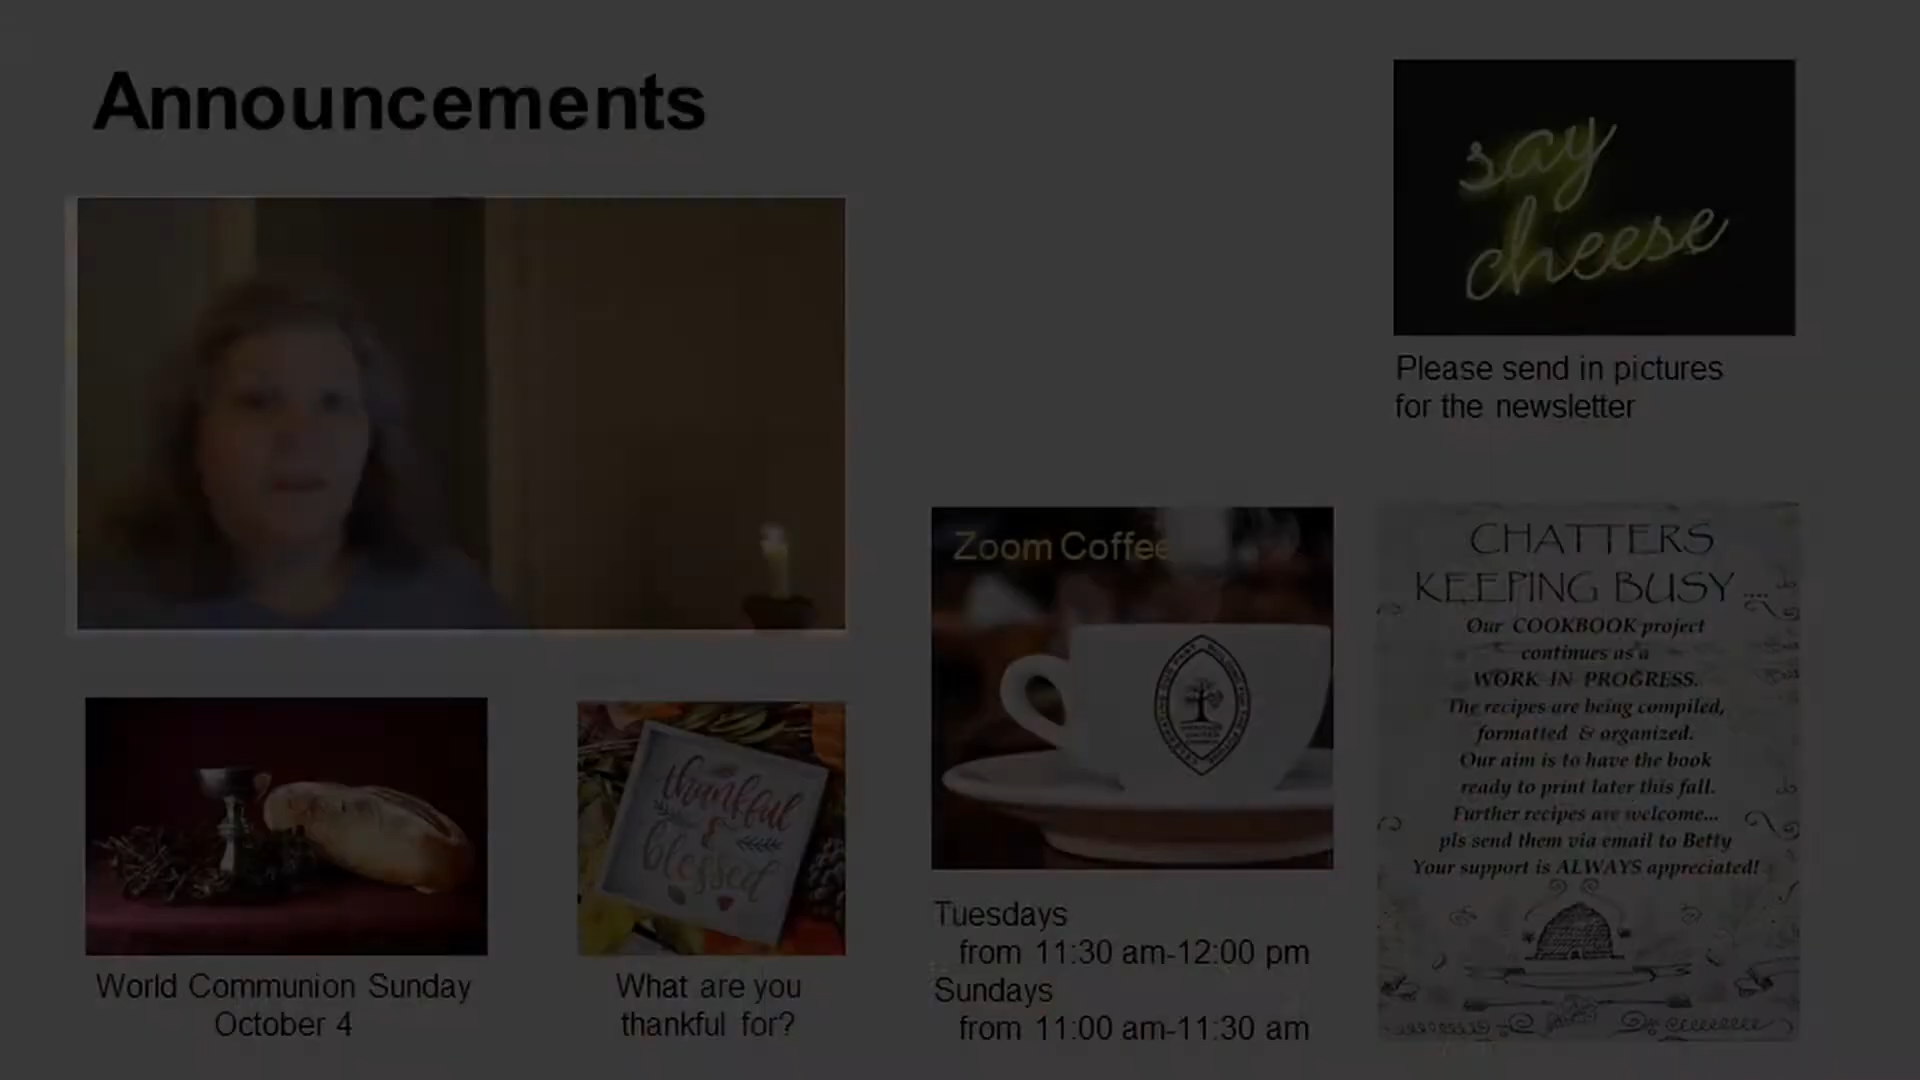 Announcements
say
cheese
Please send in pictures
for the newsletter
Zoom Coffee
CHATTERS
KEEPING BUSY....
Our COOKBOOK project
continues as a
WORK IN PROGRESS.
The recipes are being compiled,
formatted & organized.
Our aim is to have the book
ready to print later this fall.
Further recipes are welcome...
pls send them via email to Betty
Your support is ALWAYS appreciated!
thankful
&
blessed
World Communion Sunday
October 4
What are you
thankful for?
Tuesdays
from 11:30 am-12:00 pm
Sundays
from 11:00 am-11:30 am